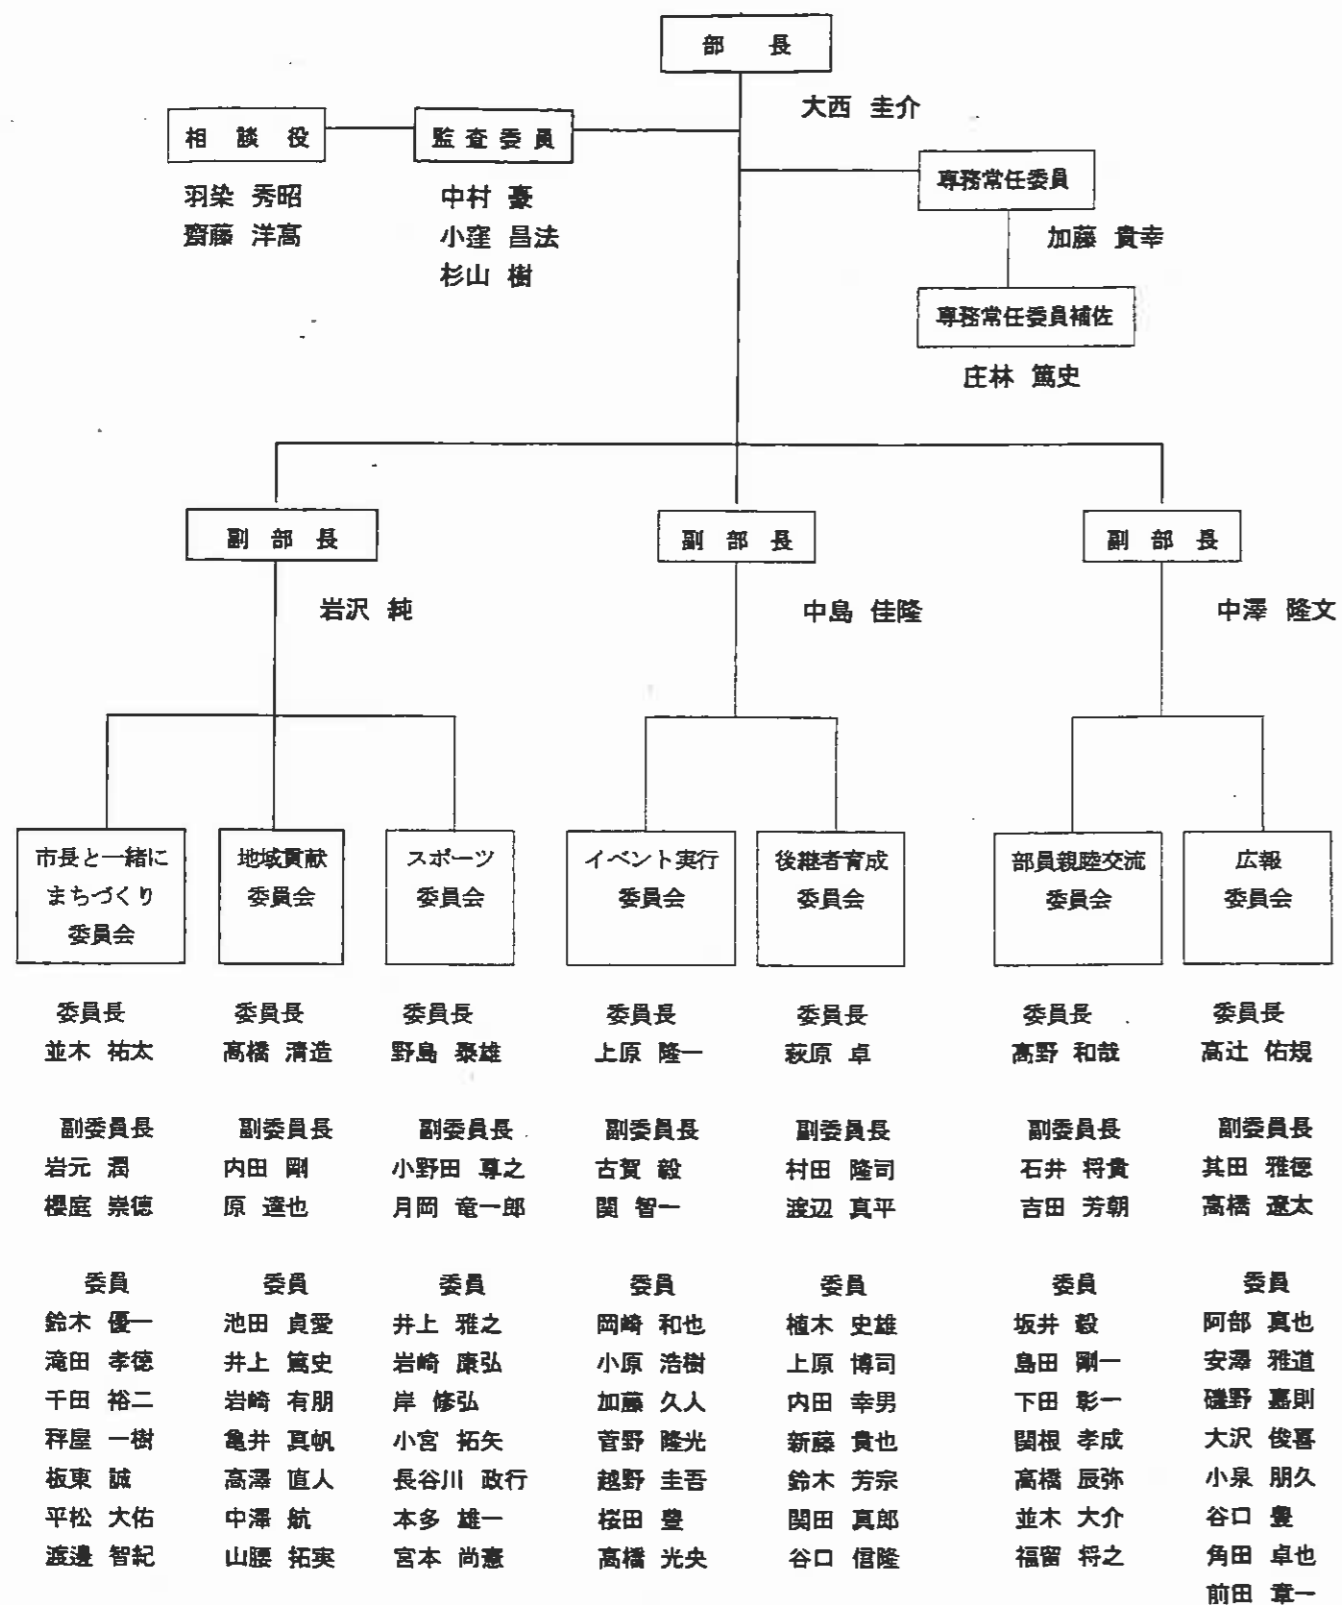 部 長
大西 圭介
相 談 役
羽染 秀昭
齋藤 洋高
監査委員
中村 豪
小窪 昌法
杉山 樹
専務常任委員
加藤 貴幸
専務常任委員補佐
庄林 篤史
副 部 長
岩沢 純
副 部 長
中島 佳隆
副 部 長
中澤 隆文
市長と一緒に
まちづくり
委員会
委員長
並木 祐太
副委員長
岩元 潤
櫻庭 崇徳
委員
鈴木 優一
滝田 孝徳
千田 裕二
秤屋 一樹
板東 誠
平松 大佑
渡邊 智紀
地域貢献
委員会
委員長
高橋 清造
副委員長
内田 剛
原 達也
委員
池田 貞愛
井上 篤史
岩崎 有朋
亀井 真帆
高澤 直人
中澤 航
山腰 拓実
スポーツ
委員会
委員長
野島 泰雄
副委員長
小野田 尊之
月岡 竜一郎
委員
井上 雅之
岩崎 康弘
岸 修弘
小宮 拓矢
長谷川 政行
本多 雄一
宮本 尚憲
イベント実行
委員会
委員長
上原 隆一
副委員長
古賀 毅
関 智一
委員
岡崎 和也
小原 浩樹
加藤 久人
菅野 隆光
越野 圭吾
桜田 豊
高橋 光央
後継者育成
委員会
委員長
萩原 卓
副委員長
村田 隆司
渡辺 真平
委員
植木 史雄
上原 博司
内田 幸男
新藤 貴也
鈴木 芳宗
関田 真郎
谷口 信隆
部員親睦交流
委員会
委員長
高野 和哉
副委員長
石井 将貴
吉田 芳朝
委員
坂井 毅
島田 剛一
下田 彰一
関根 孝成
高橋 辰弥
並木 大介
福留 将之
広報
委員会
委員長
高辻 佑規
副委員長
其田 雅徳
高橋 遼太
委員
阿部 真也
安澤 雅道
磯野 嘉則
大沢 俊喜
小泉 朋久
谷口 豊
角田 卓也
前田 章一